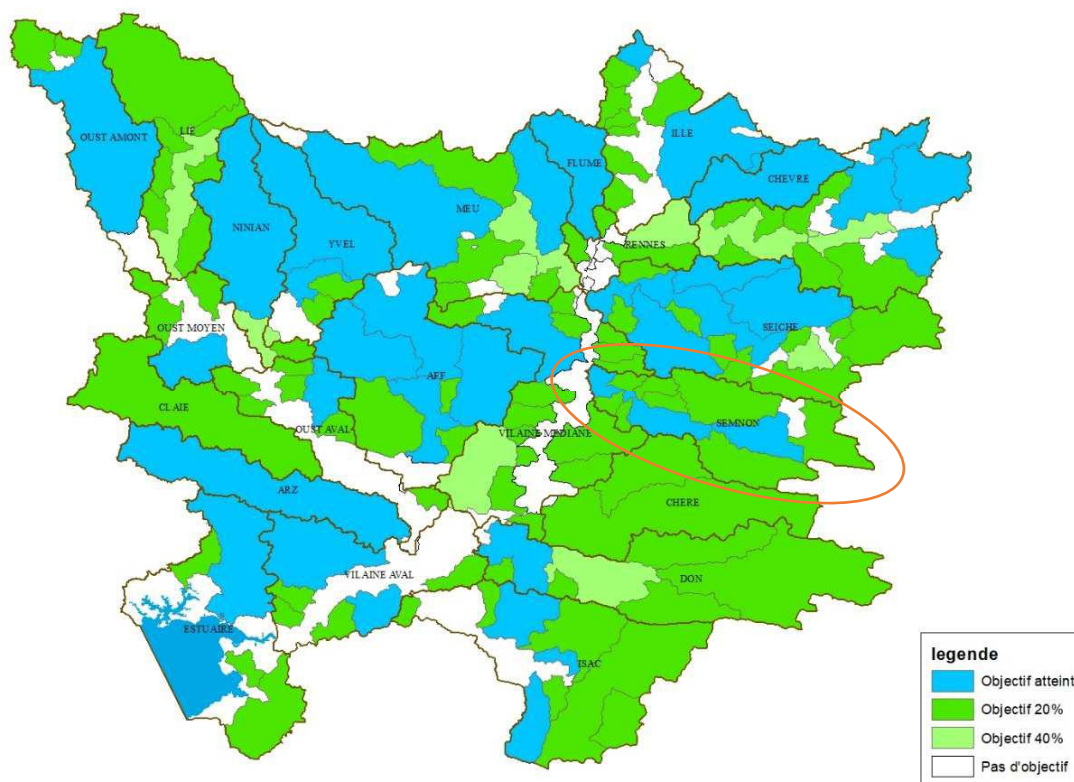 OUST AMONT
LIE
ILLE
FLUME
CHEVRE
MEU
NINIAN
YVEL
RENNES
OUST MOYEN
SEICHE
AFF
CLAIE
SEMNON
OUST AVAL
VILAINE MEDIANE
ARZ
CHERE
VILAINE AVAL
DON
ESTUAIRE
ISAC
legende
Objectif atteint
Objectif 20%
Objectif 40%
Pas d'objectif